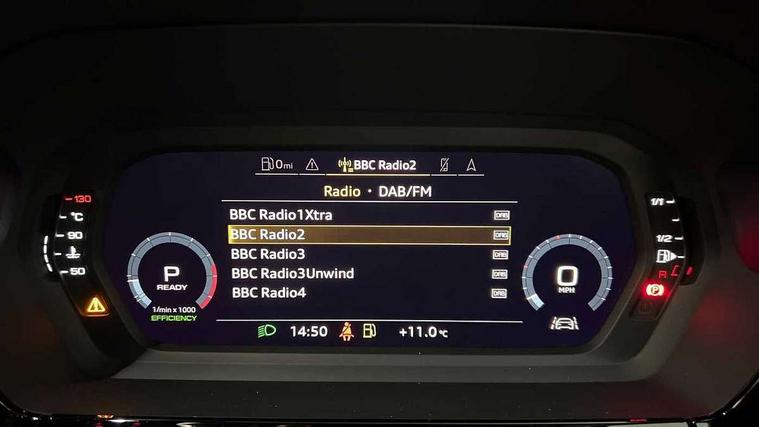 0mi BBC Radio2
Radio • DAB/FM
BBC Radio1Xtra DAB
BBC Radio2 DAB
BBC Radio3 DAB
BBC Radio3Unwind DAB
BBC Radio4 DAB
130
°C
90
50
P
READY
1/min x 1000
EFFICIENCY
0
MPH
1/1
1/2
R
P
14:50 +11.0°C